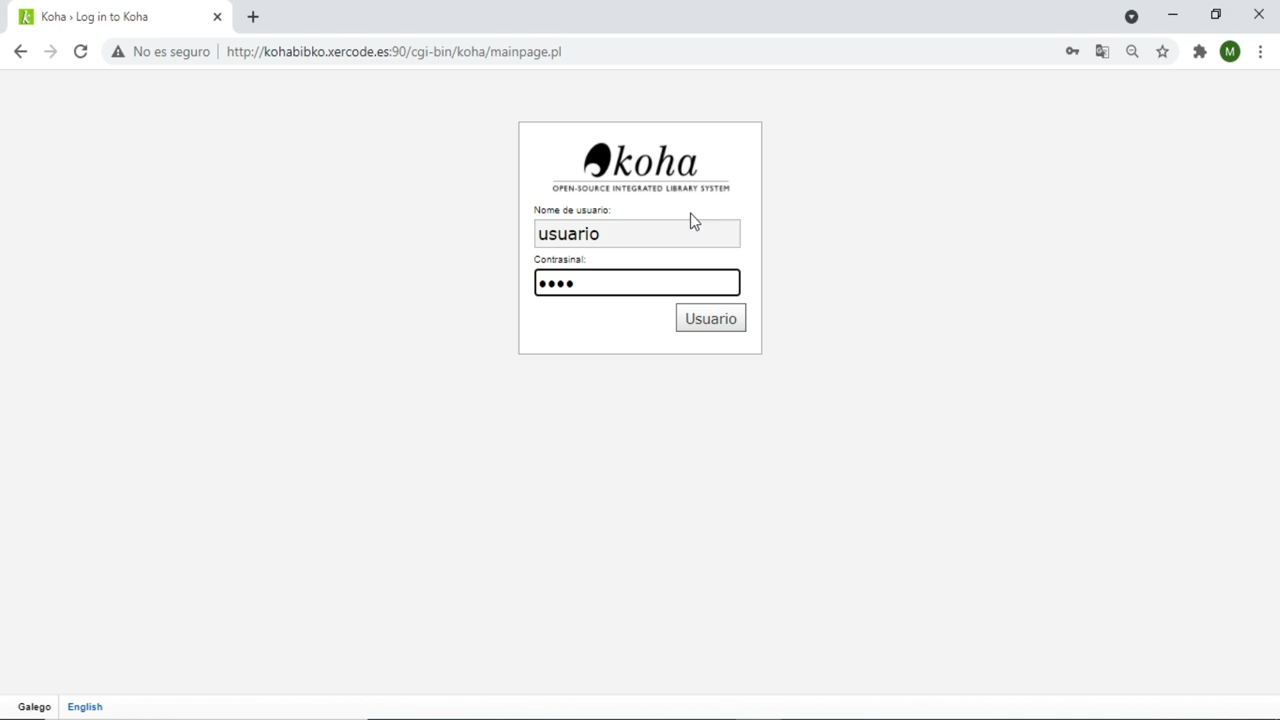 Koha › Log in to Koha
No es seguro
http://kohabibko.xercode.es:90/cgi-bin/koha/mainpage.pl
M
koha
OPEN-SOURCE INTEGRATED LIBRARY SYSTEM
Nome de usuario:
usuario
Contrasinal:
••••
Usuario
Galego
English